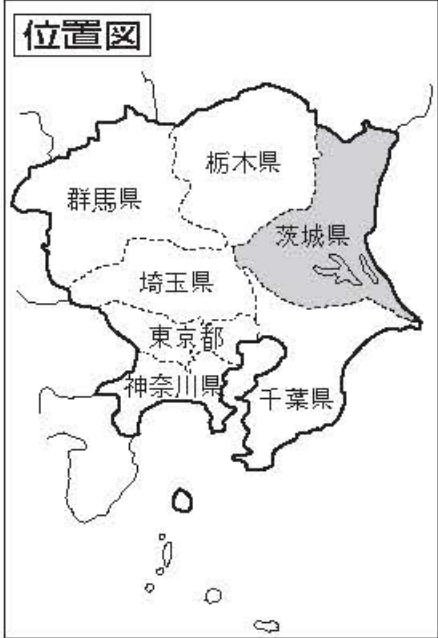 位置図
栃木県
群馬県
茨城県
埼玉県
東京都
神奈川県
千葉県